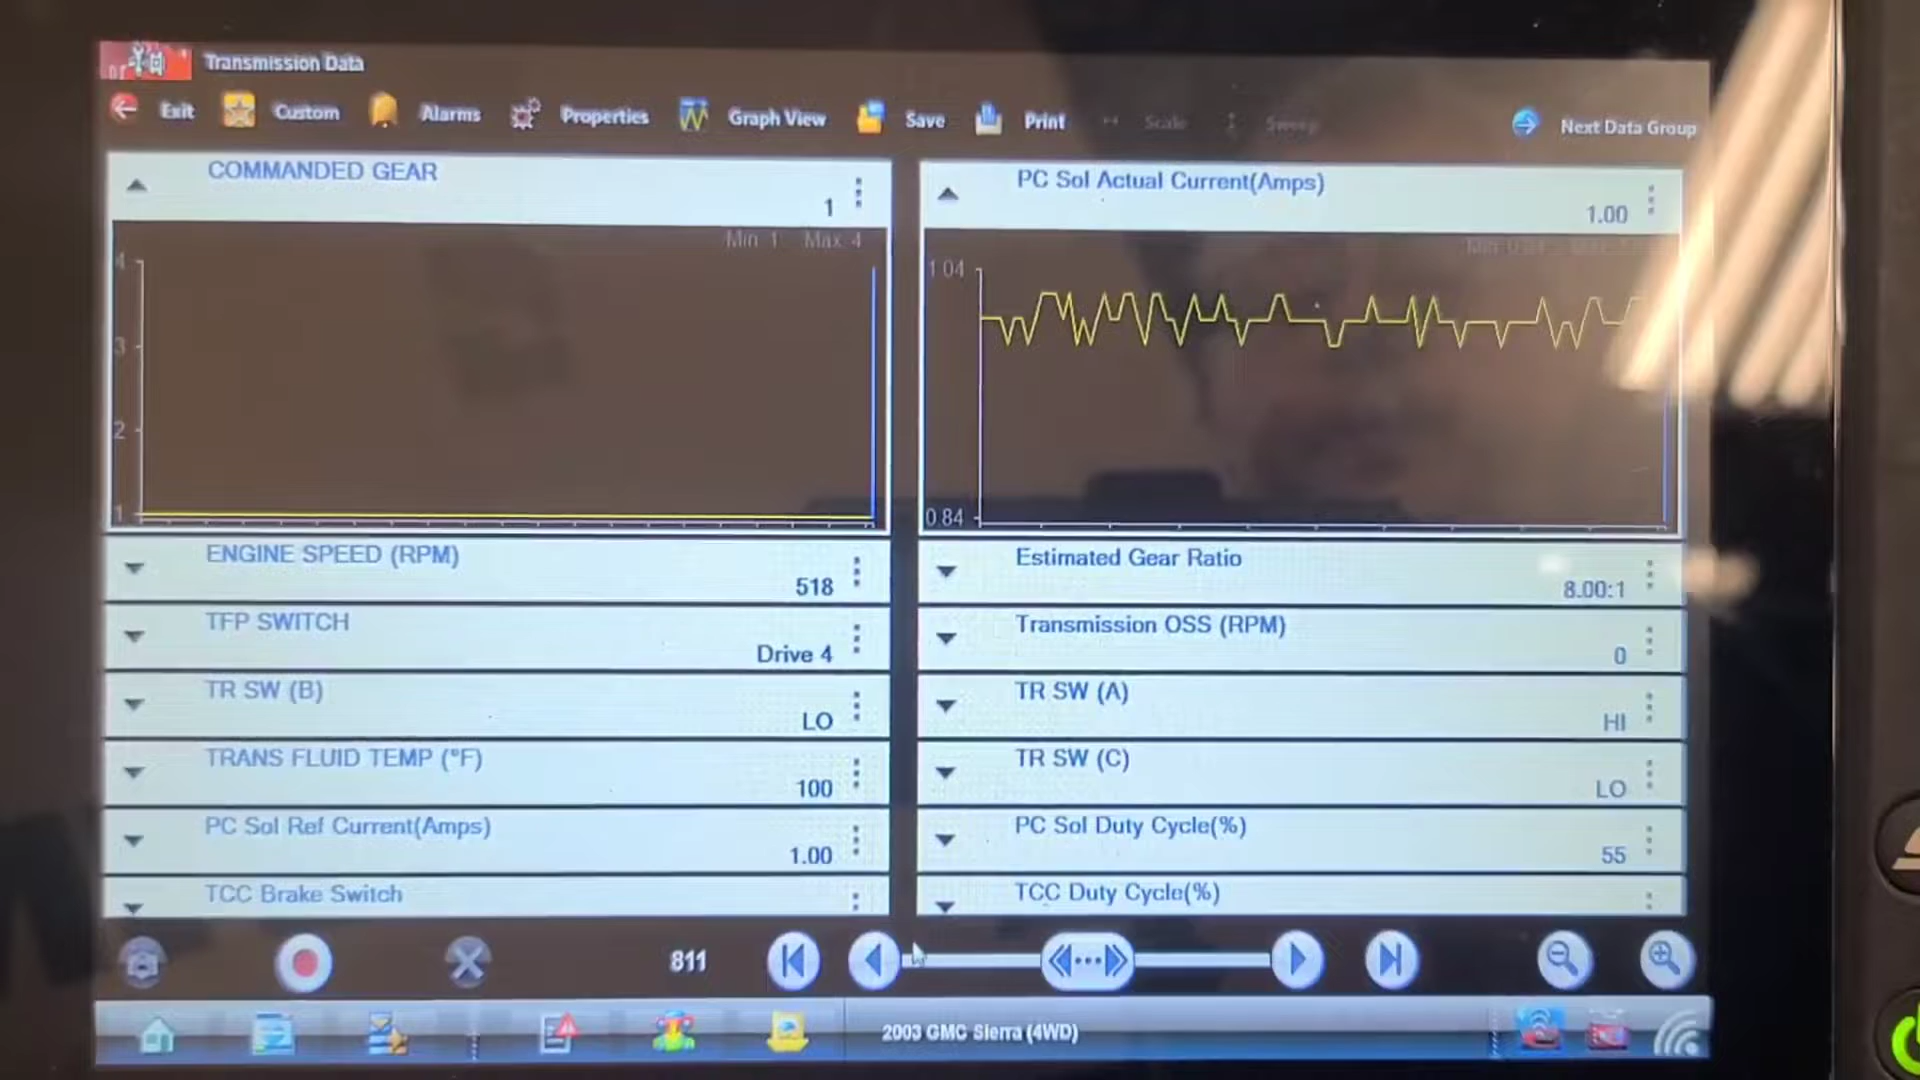 Transmission Data
Exit Custom Alarms Properties Graph View Save Print Scale Sweep Next Data Group
COMMANDED GEAR
1
Min 1 Max 4
4
3
2
1
PC Sol Actual Current(Amps)
1.00
1.04
0.84
ENGINE SPEED (RPM)
518
Estimated Gear Ratio
8.00:1
TFP SWITCH
Drive 4
Transmission OSS (RPM)
0
TR SW (B)
LO
TR SW (A)
HI
TRANS FLUID TEMP (°F)
100
TR SW (C)
LO
PC Sol Ref Current(Amps)
1.00
PC Sol Duty Cycle(%)
55
TCC Brake Switch
TCC Duty Cycle(%)
811
2003 GMC Sierra (4WD)